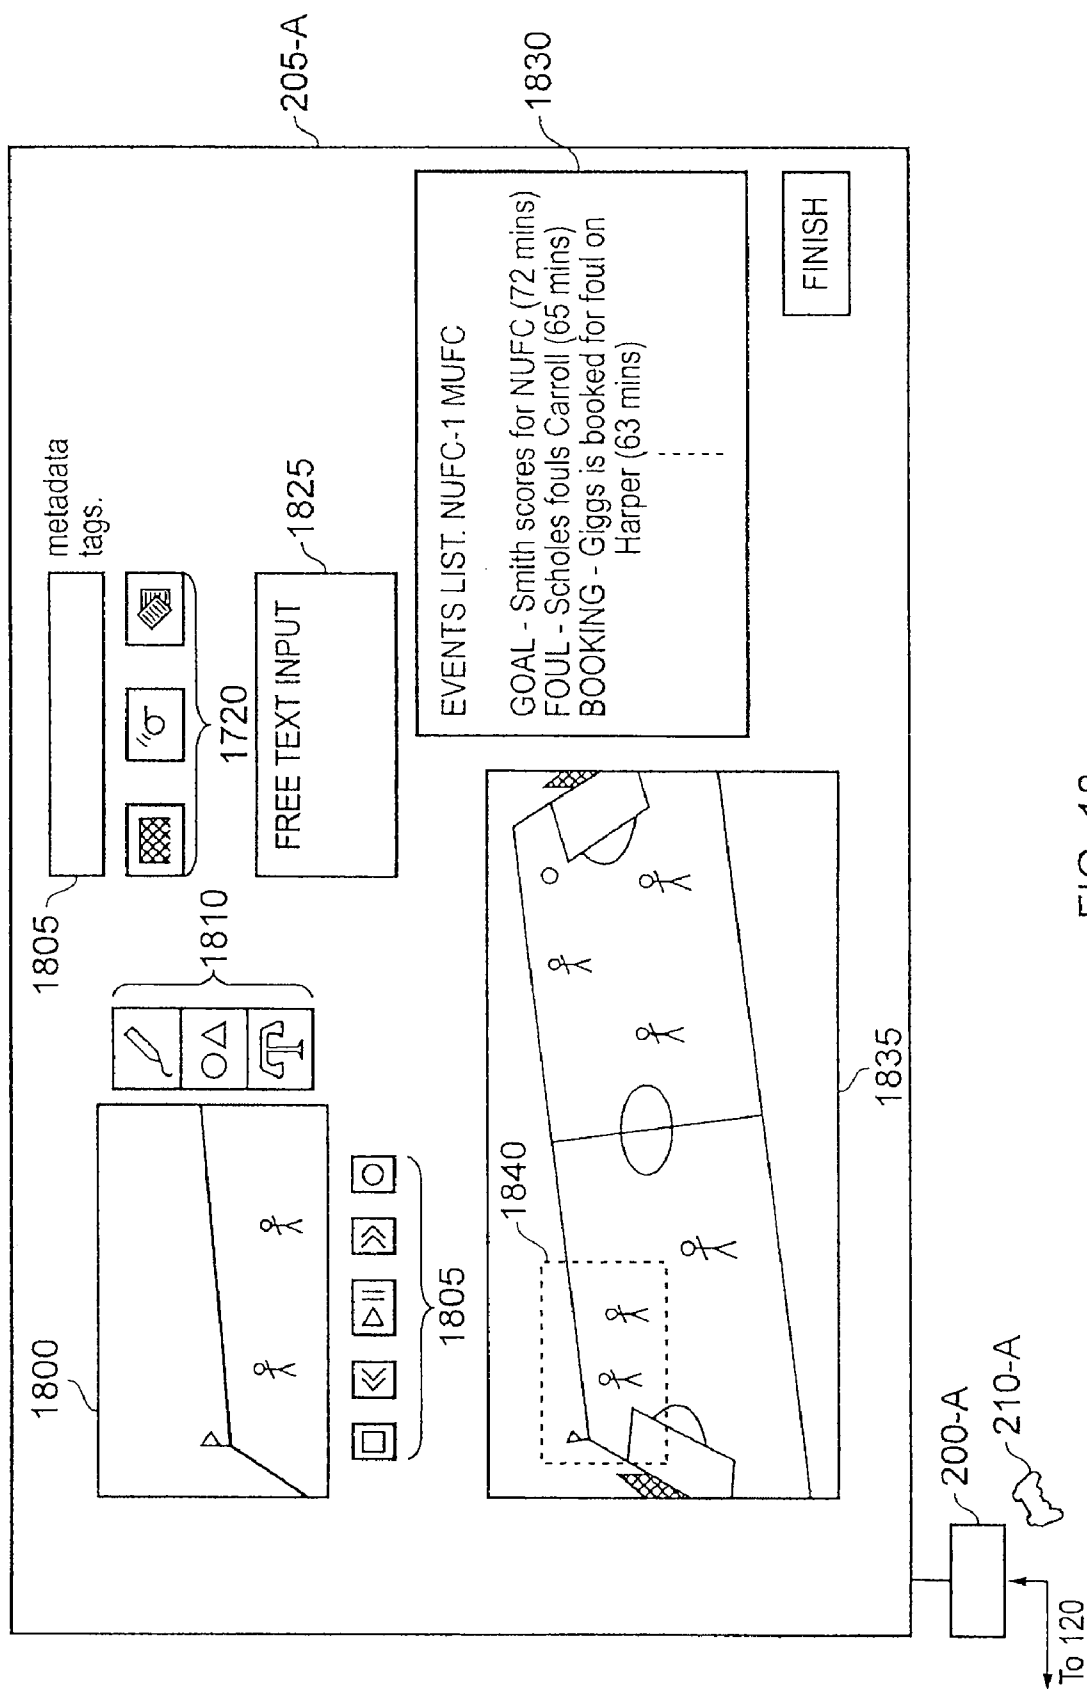 205-A
1800
1805
metadata
tags.
1810
T
1720
1825
FREE TEXT INPUT
1805
1830
EVENTS LIST. NUFC-1 MUFC
GOAL - Smith scores for NUFC (72 mins)
FOUL - Scholes fouls Carroll (65 mins)
BOOKING - Giggs is booked for foul on
Harper (63 mins)
1840
FINISH
1835
200-A
210-A
To 120
FIG.